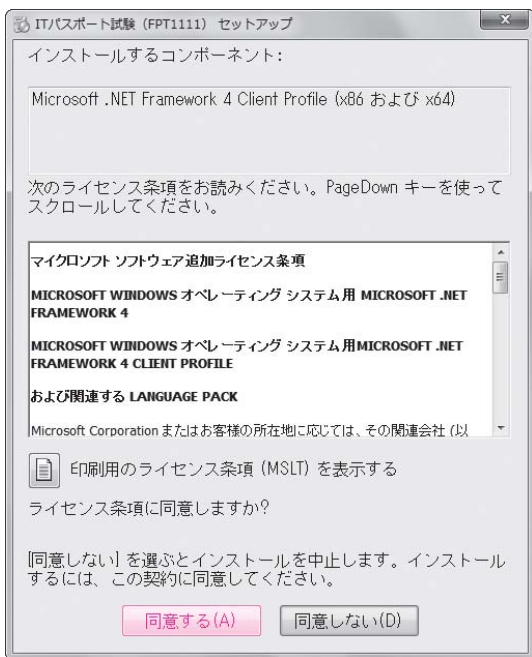 ITパスポート試験（FPT1111） セットアップ
インストールするコンポーネント:
Microsoft .NET Framework 4 Client Profile (x86 および x64)
次のライセンス条項をお読みください。PageDown キーを使って
スクロールしてください。
マイクロソフト ソフトウェア追加ライセンス条項
MICROSOFT WINDOWS オペレーティング システム用 MICROSOFT .NET
FRAMEWORK 4
MICROSOFT WINDOWS オペレーティング システム用MICROSOFT .NET
FRAMEWORK 4 CLIENT PROFILE
および関連する LANGUAGE PACK
Microsoft Corporation またはお客様の所在地に応じては、その関連会社 (以
印刷用のライセンス条項 (MSLT) を表示する
ライセンス条項に同意しますか?
[同意しない] を選ぶとインストールを中止します。インストール
するには、この契約に同意してください。
同意する(A)
同意しない(D)